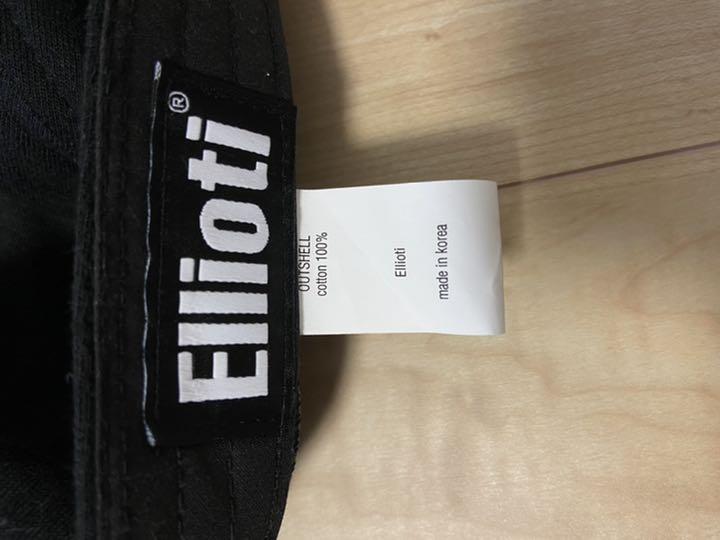 Ellioti®
OUTSHELL
cotton 100%
Ellioti
made in korea